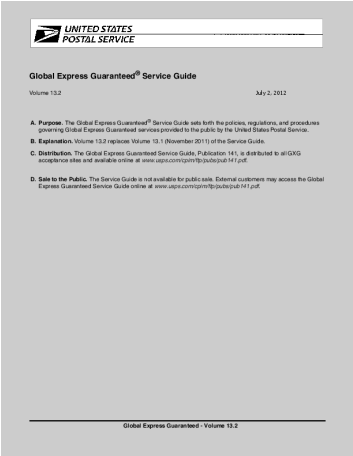 UNITED STATES
POSTAL SERVICE
Global Express Guaranteed® Service Guide
Volume 13.2 July 2, 2012
A. Purpose. The Global Express Guaranteed® Service Guide sets forth the policies, regulations, and procedures
governing Global Express Guaranteed services provided to the public by the United States Postal Service.
B. Explanation. Volume 13.2 replaces Volume 13.1 (November 2011) of the Service Guide.
C. Distribution. The Global Express Guaranteed Service Guide, Publication 141, is distributed to all GXG
acceptance sites and available online at www.usps.com/cpim/ftp/pubs/pub141.pdf.
D. Sale to the Public. The Service Guide is not available for public sale. External customers may access the Global
Express Guaranteed Service Guide online at www.usps.com/cpim/ftp/pubs/pub141.pdf.
Global Express Guaranteed - Volume 13.2